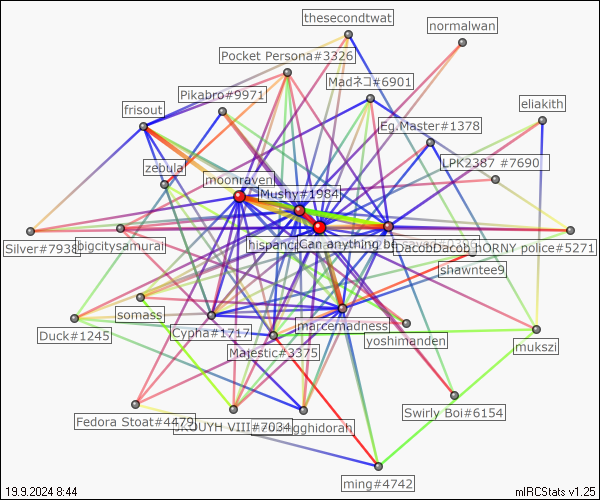 thesecondtwat
normalwan
Pocket Persona#3326
Madネコ#6901
Pikabro#9971
frisout
eliakith
Eg.Master#1378
LPK2387 #7690
zebula
moonraven
Mushy#1984
Silver#7938
bigcitysamurai
Can anything be
DacobDacob
hORNY police#5271
shawntee9
somass
Duck#1245
Cypha#1717
marcemadness
Majestic#3375
yoshimanden
mukszi
Swirly Boi#6154
Fedora Stoat#4479
VIII#7034
gghidorah
ming#4742
19.9.2024 8:44
mIRCStats v1.25